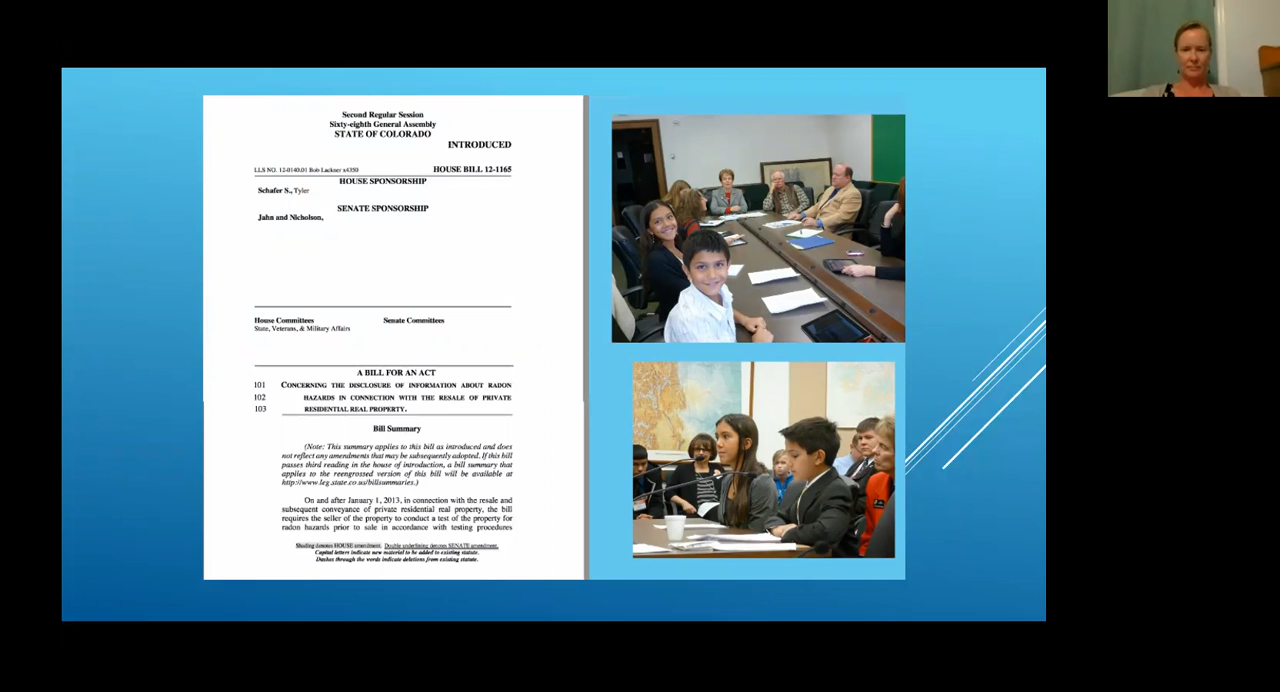 Second Regular Session
Sixty-eighth General Assembly
STATE OF COLORADO
INTRODUCED
LLS NO. 12-0140.01 Bob Lackner x4350 HOUSE BILL 12-1165
HOUSE SPONSORSHIP
Schafer S., Tyler
SENATE SPONSORSHIP
Jahn and Nicholson,
House Committees Senate Committees
State, Veterans, & Military Affairs
A BILL FOR AN ACT
101 CONCERNING THE DISCLOSURE OF INFORMATION ABOUT RADON
102 HAZARDS IN CONNECTION WITH THE RESALE OF PRIVATE
103 RESIDENTIAL REAL PROPERTY.
Bill Summary
(Note: This summary applies to this bill as introduced and does
not reflect any amendments that may be subsequently adopted. If this bill
passes third reading in the house of introduction, a bill summary that
applies to the reengrossed version of this bill will be available at
http://www.leg.state.co.us/billsummaries.)
On and after January 1, 2013, in connection with the resale and
subsequent conveyance of private residential real property, the bill
requires the seller of the property to conduct a test of the property for
radon hazards prior to sale in accordance with testing procedures
Shading denotes HOUSE amendment. Double underlining denotes SENATE amendment.
Capital letters indicate new material to be added to existing statute.
Dashes through the words indicate deletions from existing statute.